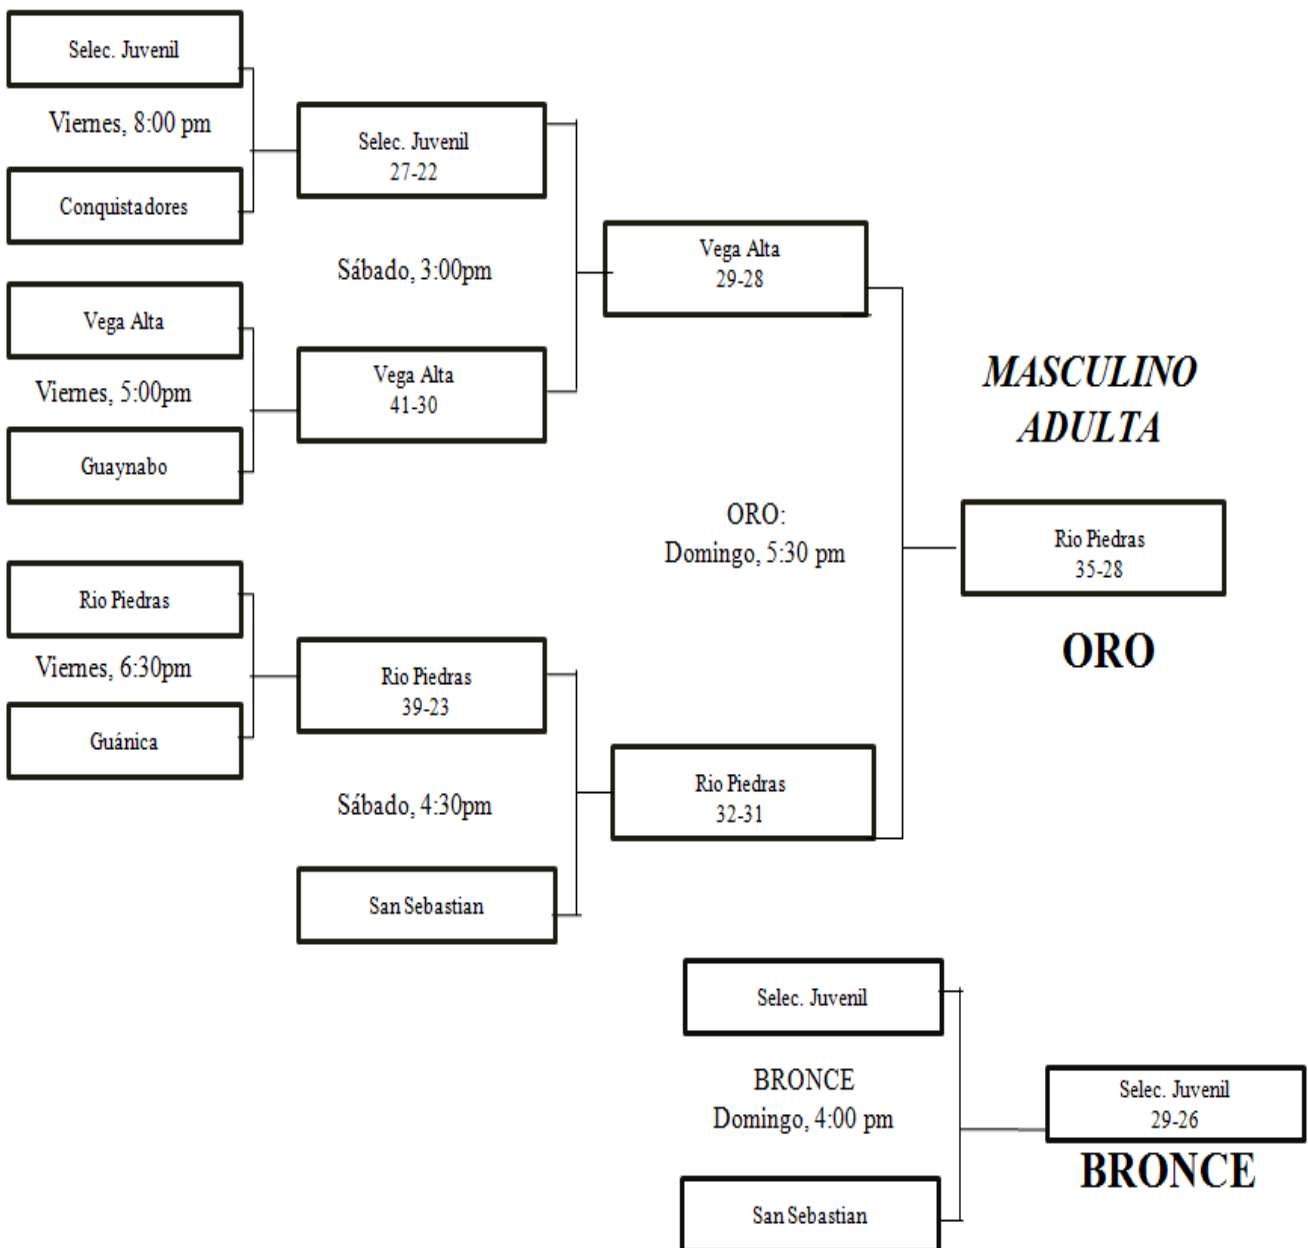 Selec. Juvenil
Viernes, 8:00 pm
Conquistadores
Selec. Juvenil
27-22
Sábado, 3:00pm
Vega Alta
Viernes, 5:00pm
Guaynabo
Vega Alta
41-30
Vega Alta
29-28
MASCULINO
ADULTA
ORO:
Domingo, 5:30 pm
Rio Piedras
35-28
ORO
Rio Piedras
Viernes, 6:30pm
Guánica
Rio Piedras
39-23
Sábado, 4:30pm
San Sebastian
Rio Piedras
32-31
Selec. Juvenil
BRONCE
Domingo, 4:00 pm
San Sebastian
Selec. Juvenil
29-26
BRONCE